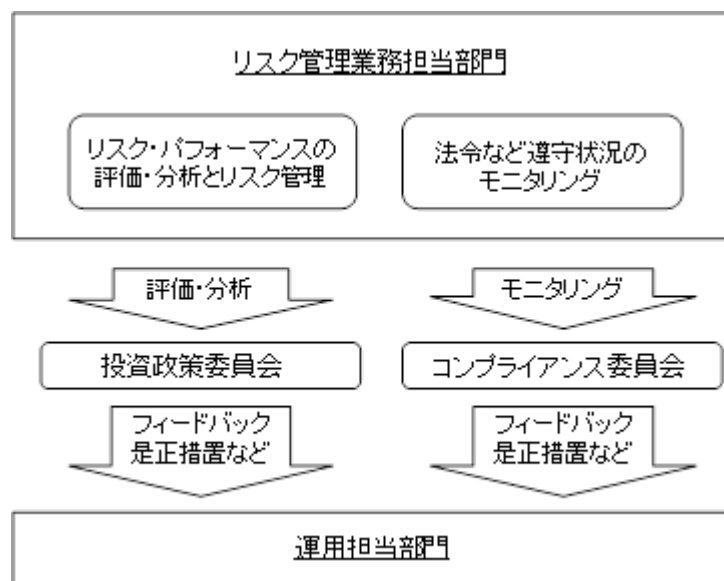 リスク管理業務担当部門
リスク・パフォーマンスの
評価・分析とリスク管理
法令など遵守状況の
モニタリング
評価・分析
モニタリング
投資政策委員会
コンプライアンス委員会
フィードバック
是正措置など
フィードバック
是正措置など
運用担当部門